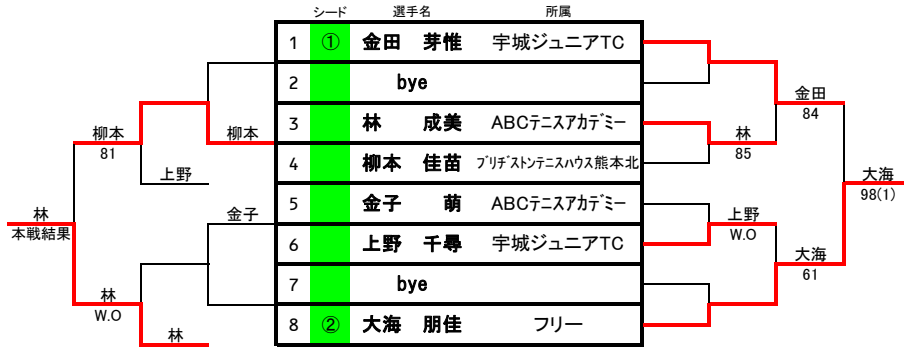 シード 選手名 所属
1 ① 金田 芽惟 宇城ジュニアTC
2 bye
3 林 成美 ABCテニスアカデミー
4 柳本 佳苗 ブリヂストンテニスハウス熊本北
5 金子 萌 ABCテニスアカデミー
6 上野 千尋 宇城ジュニアTC
7 bye
8 ② 大海 朋佳 フリー
柳本
柳本
81
上野
金子
林
本戦結果
林
W.O
林
金田
84
林
85
大海
98(1)
上野
W.O
大海
61